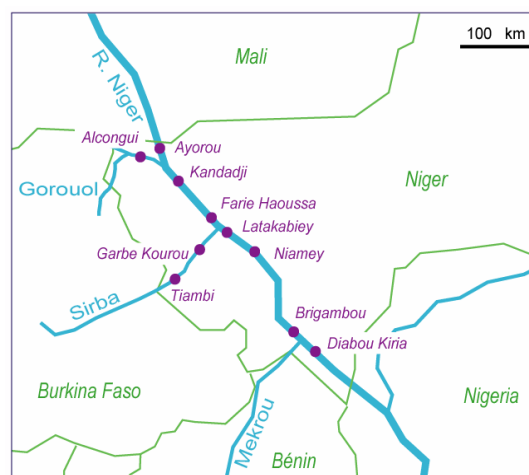 100 km
Mali
R. Niger
Alcongui
Ayorou
Kandadji
Niger
Gorouol
Farie Haoussa
Latakabiey
Garbe Kourou
Niamey
Tiambi
Sirba
Brigambou
Diabou Kiria
Burkina Faso
Nigeria
Mekrou
Bénin